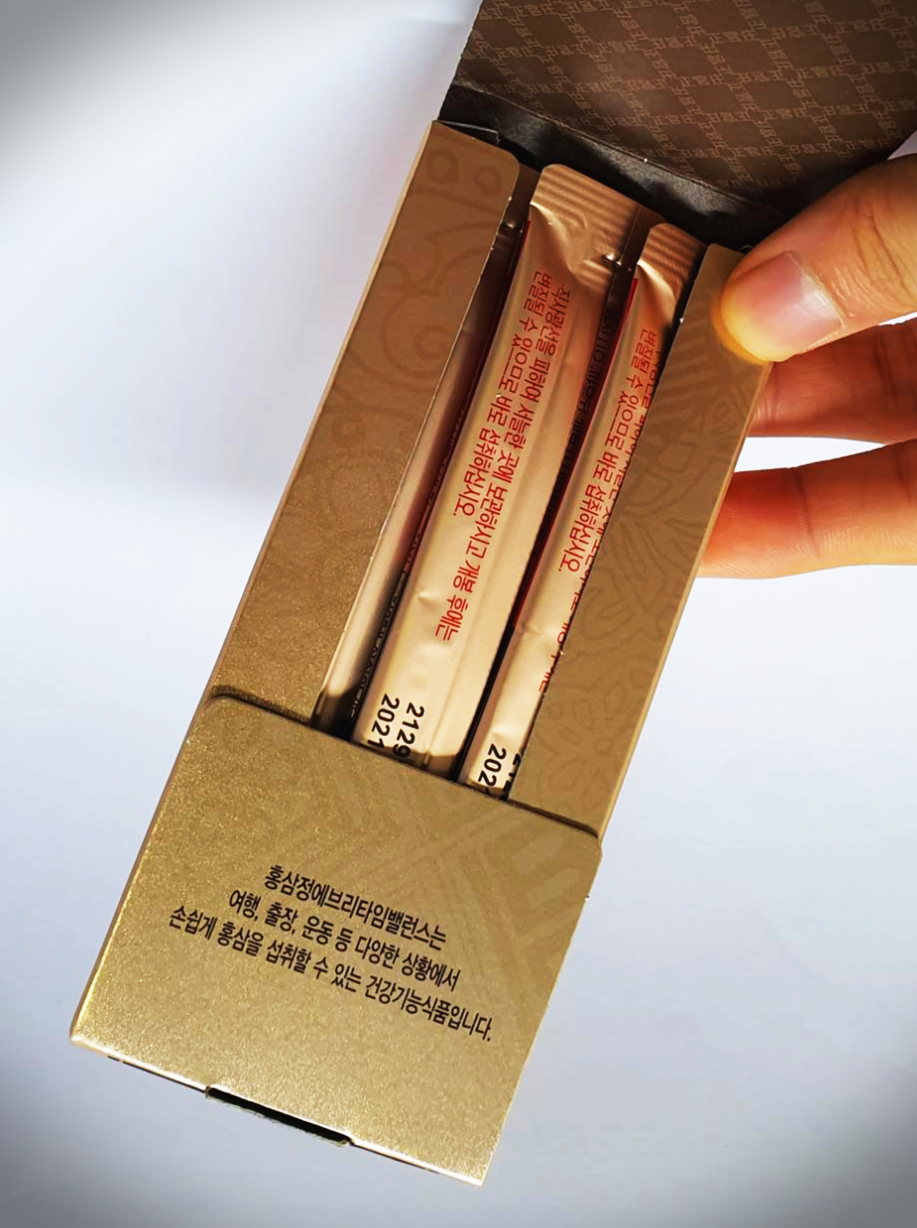 직사광선을 피하여 서늘한 곳에 보관하시고 개봉 후에는
변질될 수 있으므로 바로 섭취하십시오.
2129
2021
변질될 수 있으므로 바로 섭취하십시오.
202
홍삼정에브리타임밸런스는
여행, 출장, 운동 등 다양한 상황에서
손쉽게 홍삼을 섭취할 수 있는 건강기능식품입니다.